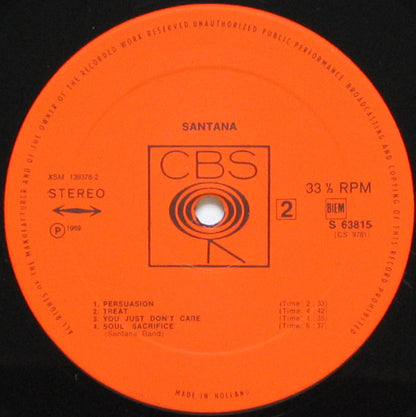 ALL RIGHTS OF THE MANUFACTURER AND OF THE OWNER OF THE RECORDED WORK RESERVED UNAUTHORIZED PUBLIC PERFORMANCE BROADCASTING AND COPYING OF THIS RECORD PROHIBITED
SANTANA
CBS
XSM 139378-2
STEREO
33 ⅓ RPM
2
BIEM
S 63815
(CS 9781)
℗ 1969
1. PERSUASION (Time 2: 33)
2. TREAT (Time 4: 42)
3. YOU JUST DON'T CARE (Time 4: 35)
4. SOUL SACRIFICE (Time 6: 37)
(Santana Band)
MADE IN HOLLAND